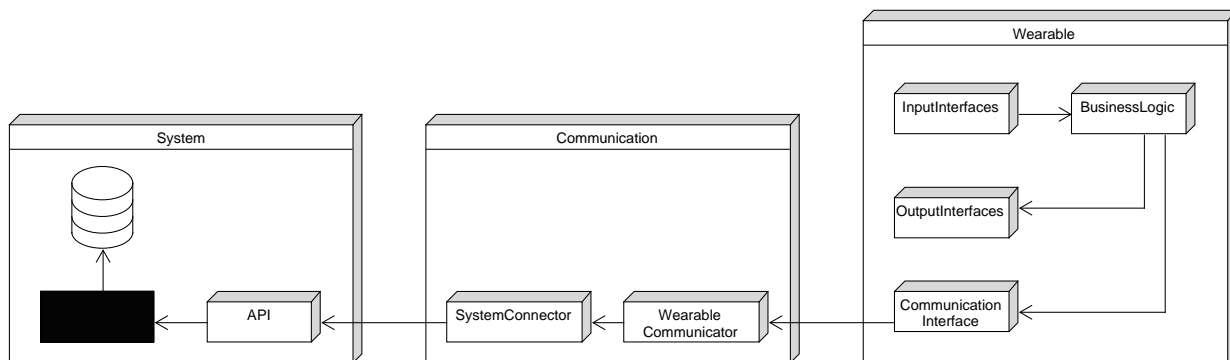 Wearable
InputInterfaces
BusinessLogic
System
Communication
OutputInterfaces
API
SystemConnector
Wearable
Communicator
Communication
Interface